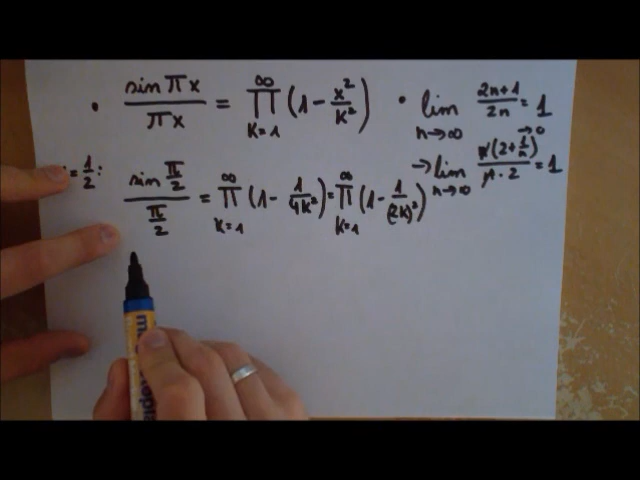 • sin πx / πx = ∏_{K=1}^{∞} (1 - x²/K²)
• lim_{n→∞} 2n+1 / 2n = 1
→ lim_{n→∞} n(2+1/n)→0 / n·2 = 1
= 1/2 : sin π/2 / π/2 = ∏_{K=1}^{∞} (1 - 1/4K²) = ∏_{K=1}^{∞} (1 - 1/(2K)²)